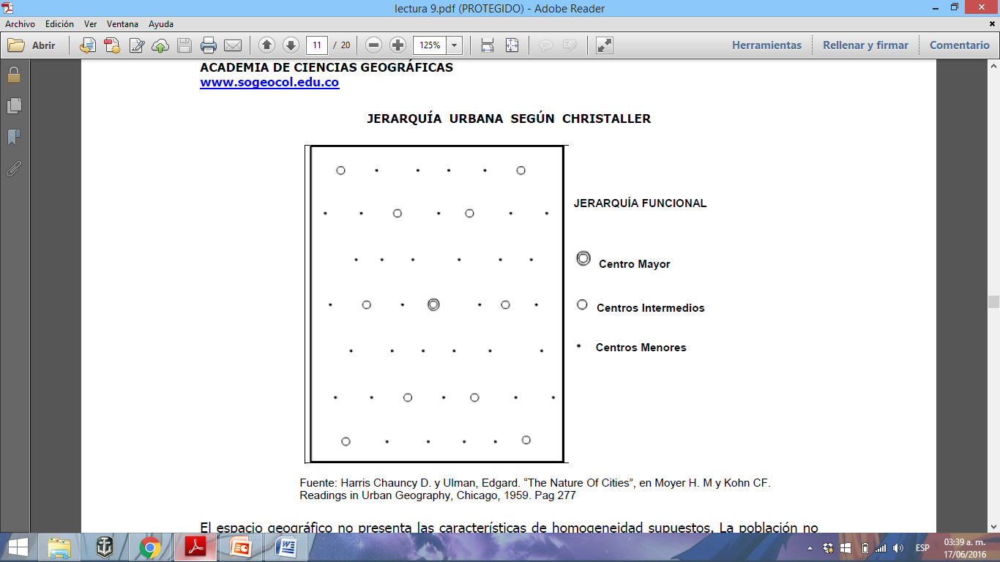 lectura 9.pdf (PROTEGIDO) - Adobe Reader
Archivo Edición Ver Ventana Ayuda
Abrir 11 / 20 125% Herramientas Rellenar y firmar Comentario
ACADEMIA DE CIENCIAS GEOGRÁFICAS
www.sogeocol.edu.co
JERARQUÍA URBANA SEGÚN CHRISTALLER
JERARQUÍA FUNCIONAL
Centro Mayor
Centros Intermedios
Centros Menores
Fuente: Harris Chauncy D. y Ulman, Edgard. “The Nature Of Cities”, en Moyer H. M y Kohn CF.
Readings in Urban Geography, Chicago, 1959. Pag 277
El espacio geográfico no presenta las características de homogeneidad supuestos. La población no
ESP
03:39 a. m.
17/06/2016